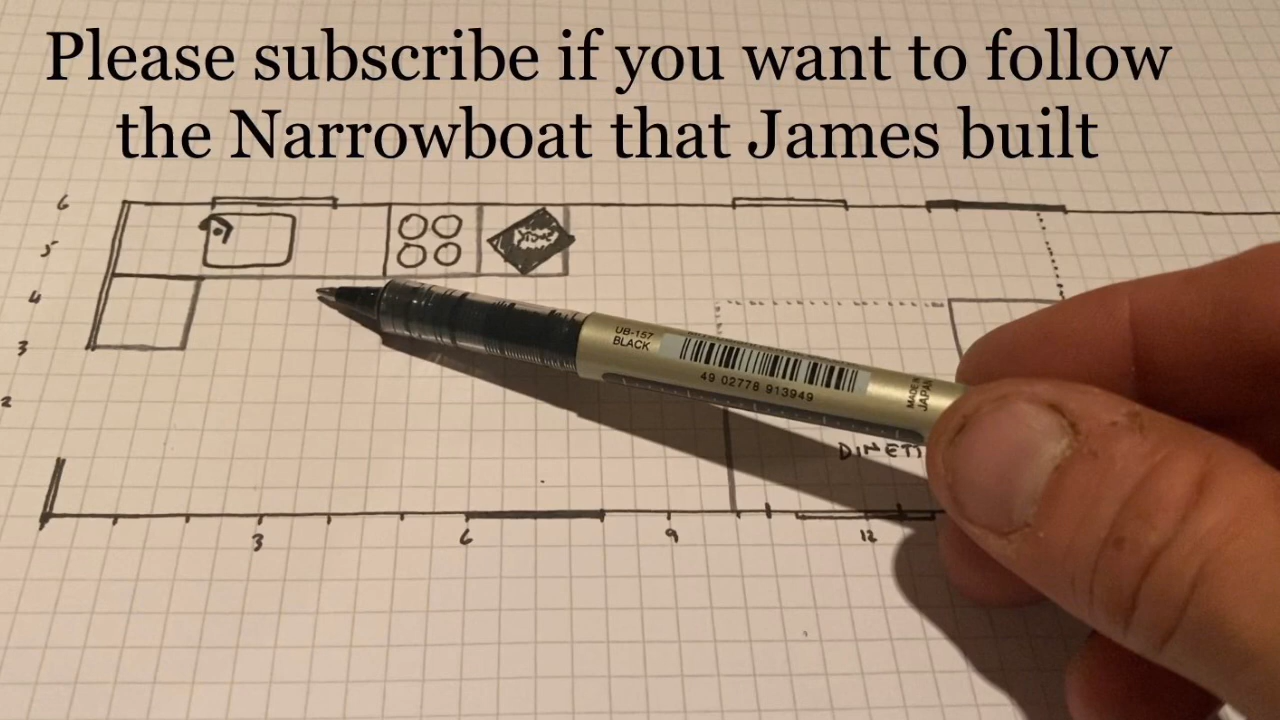 Please subscribe if you want to follow
the Narrowboat that James built
6
5
4
3
2
UB-157
BLACK
49 02778 913949
MADE IN
JAPAN
DINETT
3
6
9
12